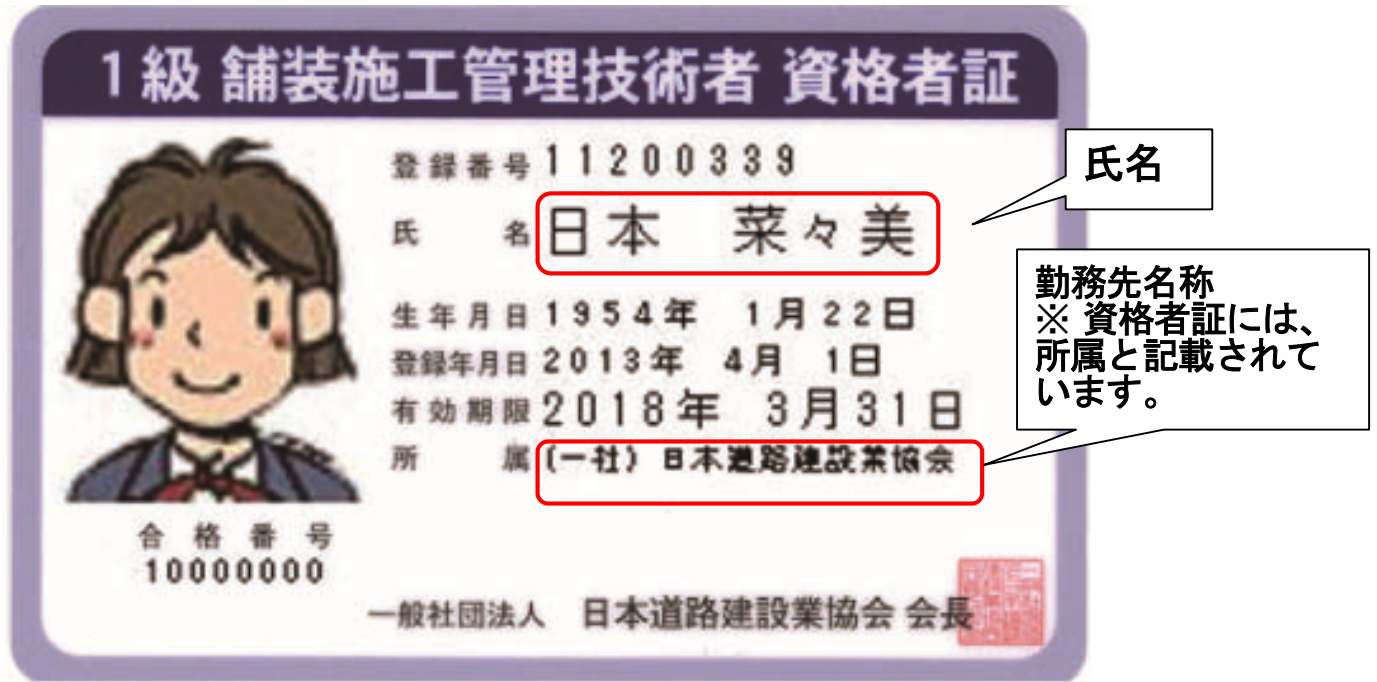 1級 舗装施工管理技術者 資格者証
登録番号 11200339
氏名 日本 菜々美
生年月日 1954年 1月22日
登録年月日 2013年 4月 1日
有効期限 2018年 3月31日
所属 (一社) 日本道路建設業協会
合格番号
10000000
一般社団法人 日本道路建設業協会 会長
氏名
勤務先名称
※ 資格者証には、
所属と記載されて
います。